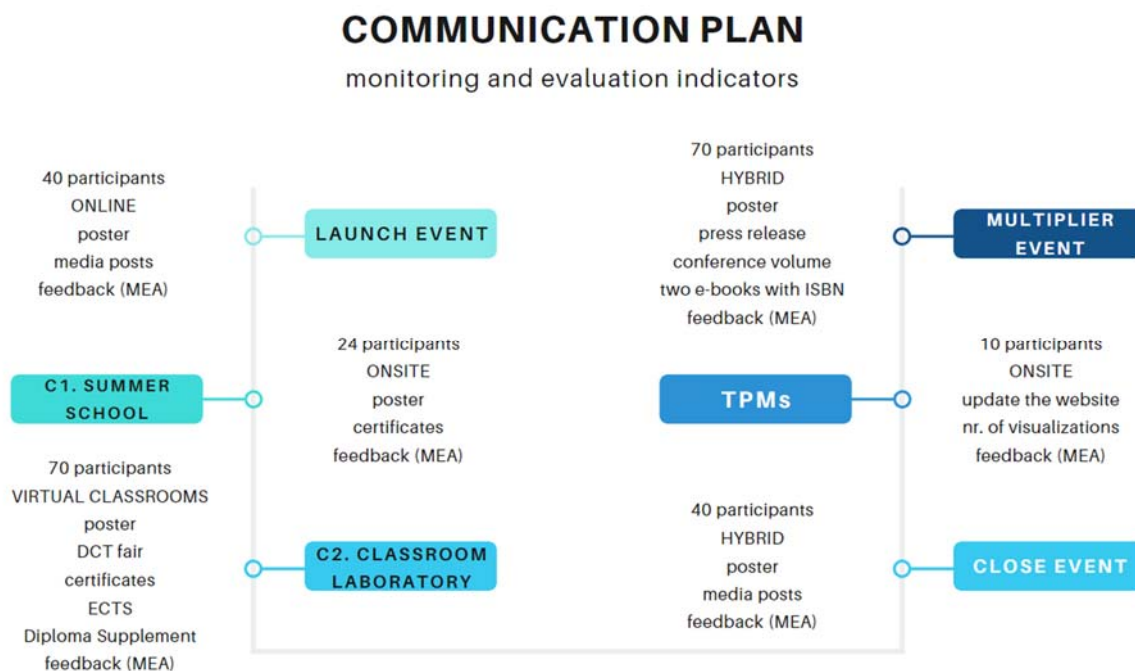 COMMUNICATION PLAN
monitoring and evaluation indicators
40 participants
ONLINE
poster
media posts
feedback (MEA)
LAUNCH EVENT
C1. SUMMER
SCHOOL
24 participants
ONSITE
poster
certificates
feedback (MEA)
70 participants
VIRTUAL CLASSROOMS
poster
DCT fair
certificates
ECTS
Diploma Supplement
feedback (MEA)
C2. CLASSROOM
LABORATORY
70 participants
HYBRID
poster
press release
conference volume
two e-books with ISBN
feedback (MEA)
MULTIPLIER
EVENT
TPMs
10 participants
ONSITE
update the website
nr. of visualizations
feedback (MEA)
40 participants
HYBRID
poster
media posts
feedback (MEA)
CLOSE EVENT